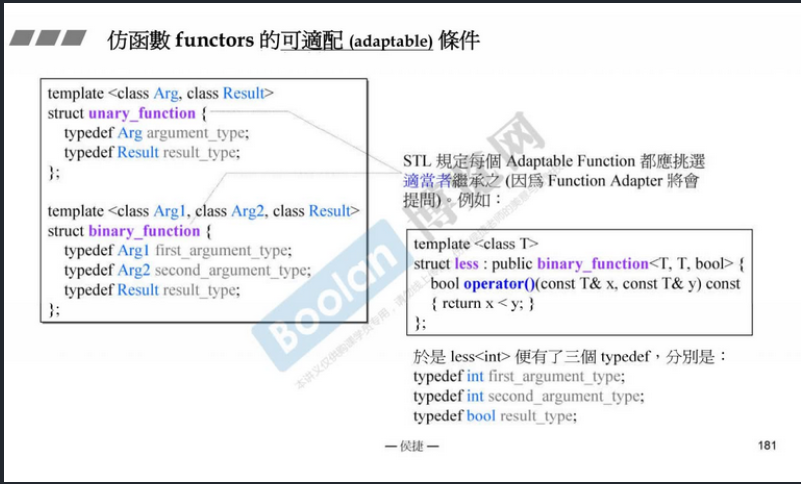 仿函數 functors 的可適配 (adaptable) 條件
template <class Arg, class Result>
struct unary_function {
typedef Arg argument_type;
typedef Result result_type;
};
template <class Arg1, class Arg2, class Result>
struct binary_function {
typedef Arg1 first_argument_type;
typedef Arg2 second_argument_type;
typedef Result result_type;
};
STL 規定每個 Adaptable Function 都應挑選
適當者繼承之 (因為 Function Adapter 將會
提問)。例如：
template <class T>
struct less : public binary_function<T, T, bool> {
bool operator()(const T& x, const T& y) const
{ return x < y; }
};
於是 less<int> 便有了三個 typedef，分別是：
typedef int first_argument_type;
typedef int second_argument_type;
typedef bool result_type;
Boolan 博览网
— 侯捷 —
181